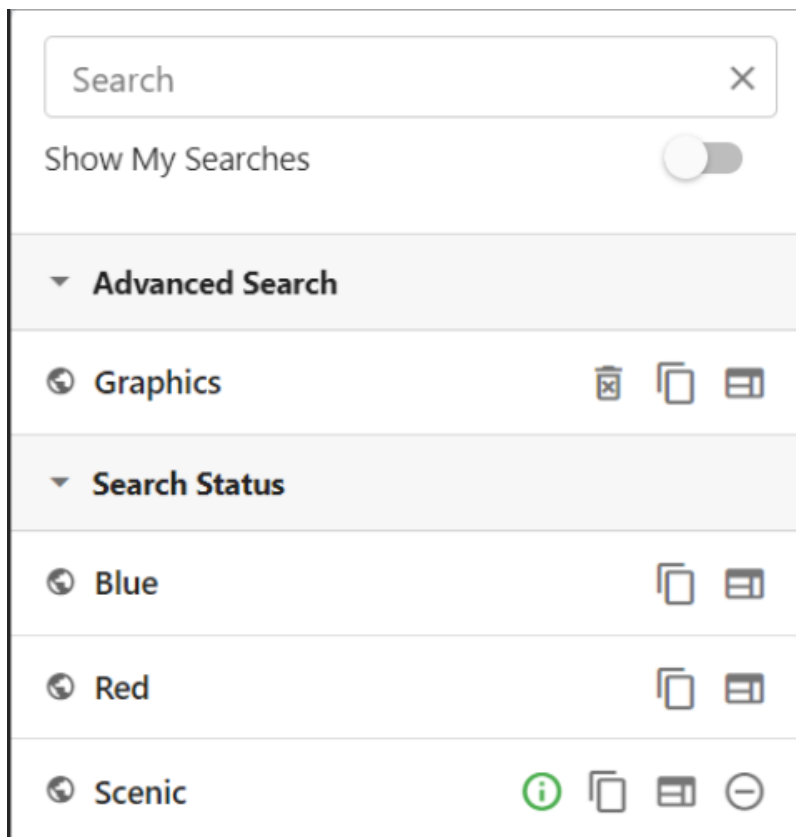 Search
Show My Searches
Advanced Search
Graphics
Search Status
Blue
Red
Scenic